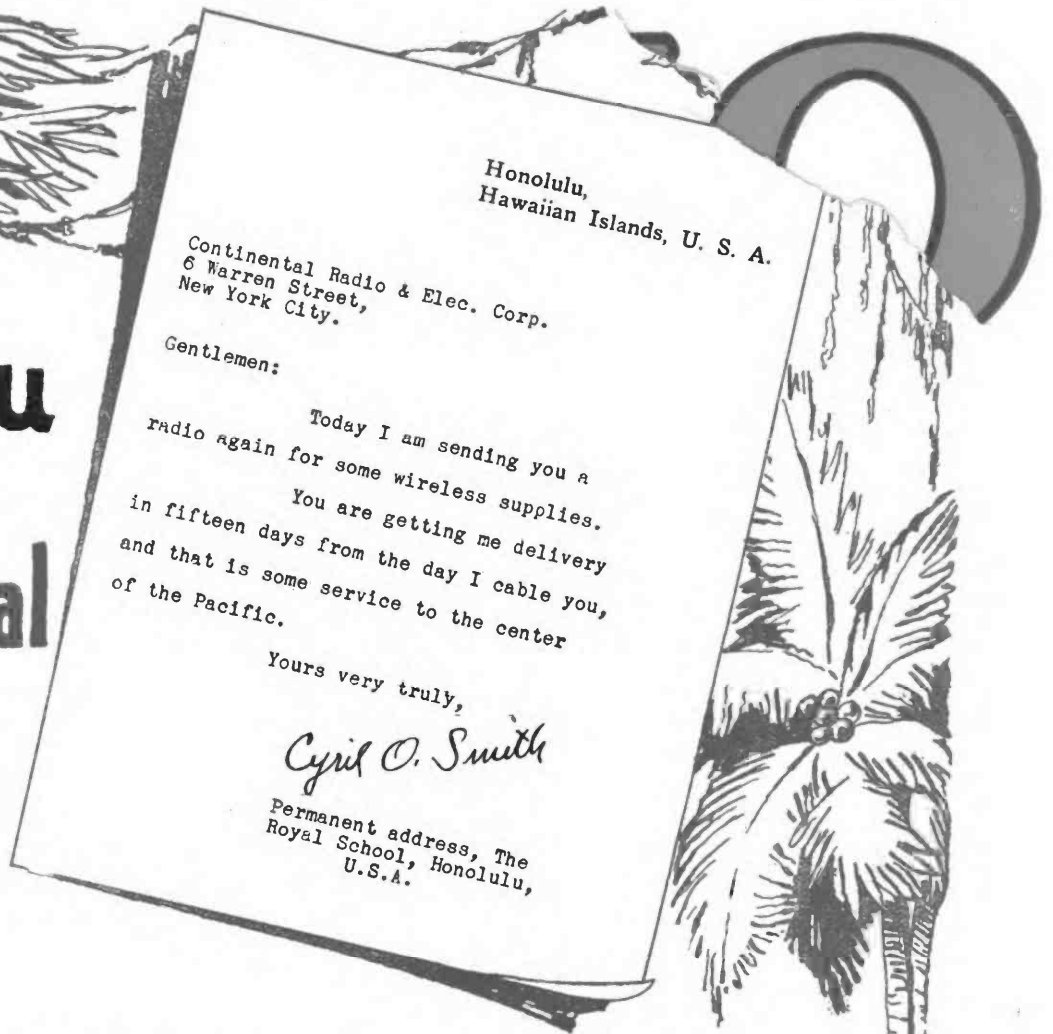 O
Honolulu,
Hawaiian Islands, U. S. A.
Continental Radio & Elec. Corp.
6 Warren Street,
New York City.
Gentlemen:
Today I am sending you a
radio again for some wireless supplies.
You are getting me delivery
in fifteen days from the day I cable you,
and that is some service to the center
of the Pacific.
Yours very truly,
Cyril O. Smith
Permanent address, The
Royal School, Honolulu,
U.S.A.
u
al